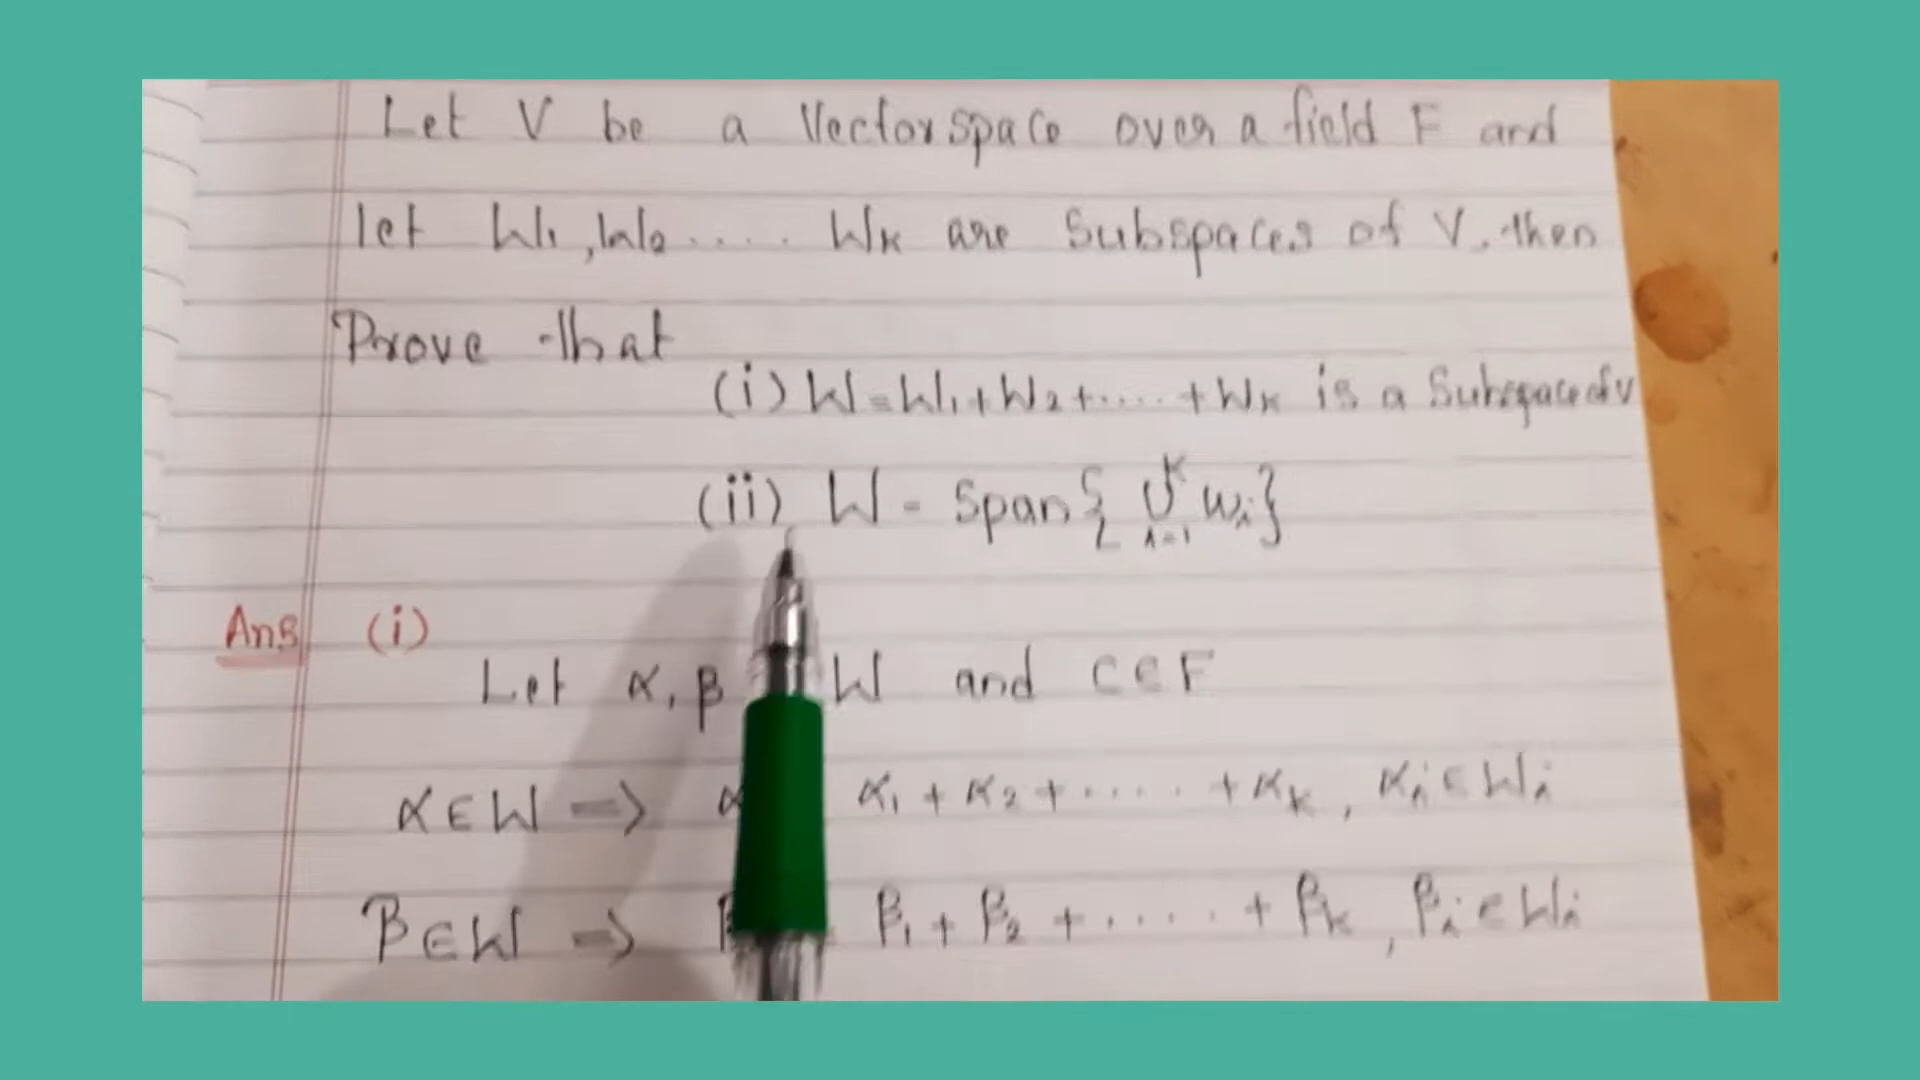 Let V be a Vector space over a field F and
let W₁, W₂ ..... Wₖ are Subspaces of V. then
Prove that
(i) W = W₁ + W₂ + ..... + Wₖ is a Subspace of V
(ii) W = Span{ ⋃ᵢ₌₁ᵏ Wᵢ}
Ans (i)
Let α, β W and C ∈ F
α ∈ W => α α₁ + α₂ + ..... + αₖ, αᵢ ∈ Wᵢ
β ∈ W => β β₁ + β₂ + ..... + βₖ, βᵢ ∈ Wᵢ